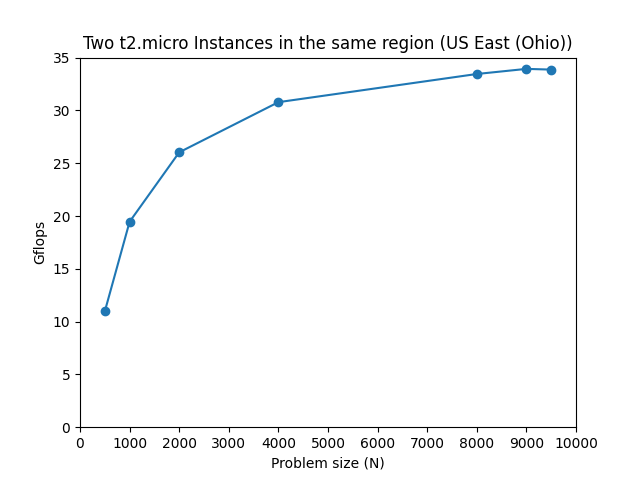 Two t2.micro Instances in the same region (US East (Ohio))
35
30
25
20
15
10
5
0
Gflops
0 1000 2000 3000 4000 5000 6000 7000 8000 9000 10000
Problem size (N)